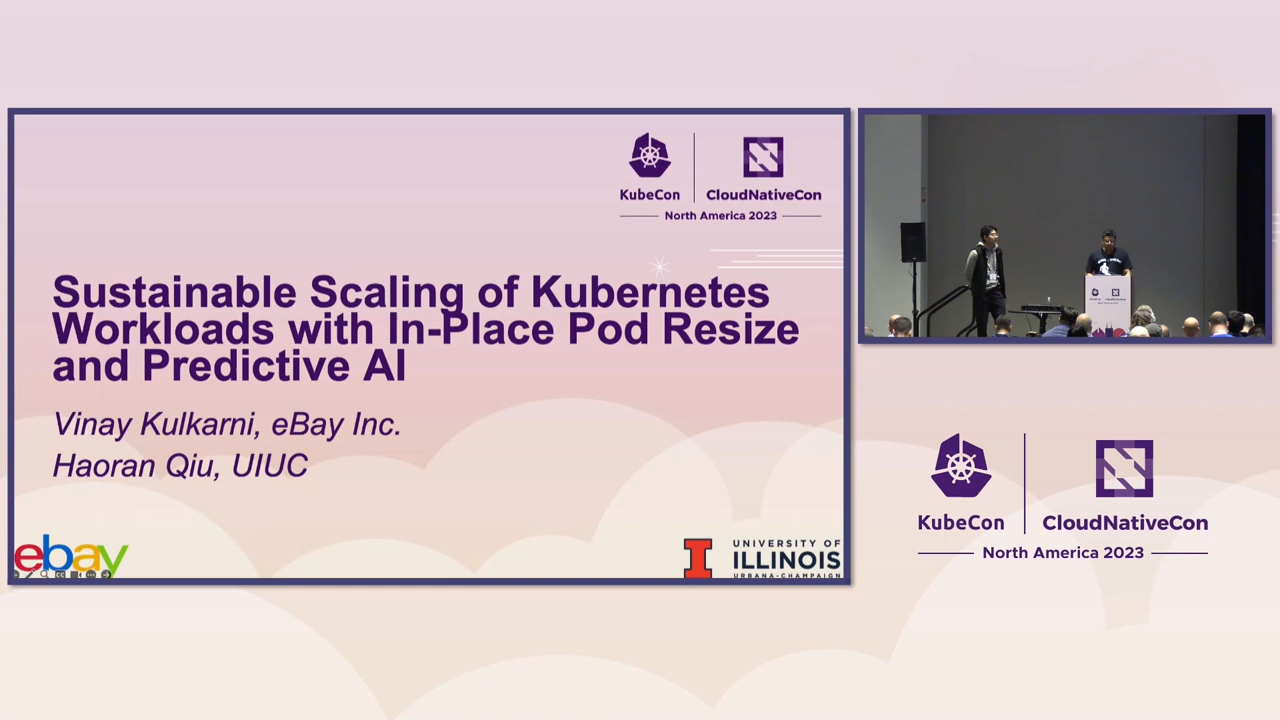 KubeCon
CloudNativeCon
North America 2023
Sustainable Scaling of Kubernetes
Workloads with In-Place Pod Resize
and Predictive AI
Vinay Kulkarni, eBay Inc.
Haoran Qiu, UIUC
ebay
UNIVERSITY OF
ILLINOIS
URBANA-CHAMPAIGN
KubeCon
CloudNativeCon
North America 2023